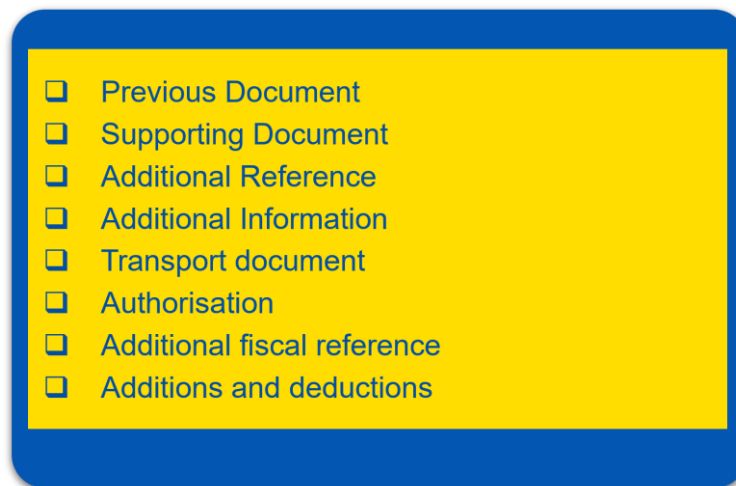 ❑ Previous Document
❑ Supporting Document
❑ Additional Reference
❑ Additional Information
❑ Transport document
❑ Authorisation
❑ Additional fiscal reference
❑ Additions and deductions